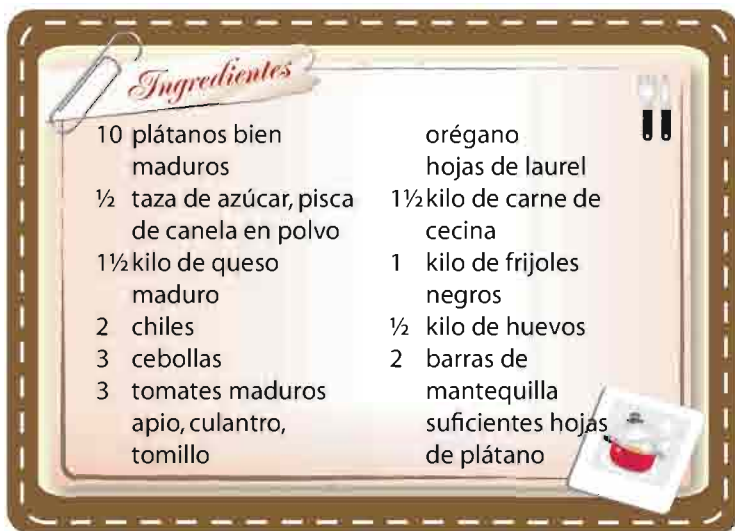 Ingredientes
10 plátanos bien
maduros
½ taza de azúcar, pisca
de canela en polvo
1½ kilo de queso
maduro
2 chiles
3 cebollas
3 tomates maduros
apio, culantro,
tomillo
orégano
hojas de laurel
1½ kilo de carne de
cecina
1 kilo de frijoles
negros
½ kilo de huevos
2 barras de
mantequilla
suficientes hojas
de plátano